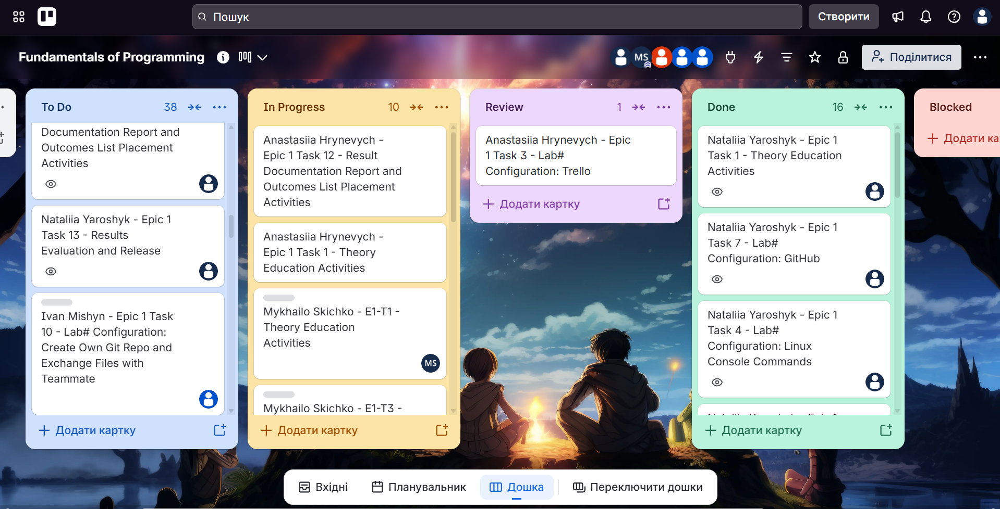 Пошук
Створити
Fundamentals of Programming
MS
Поділитися
To Do
38
Documentation Report and
Outcomes List Placement
Activities
Nataliia Yaroshyk - Epic 1
Task 13 - Results
Evaluation and Release
Ivan Mishyn - Epic 1 Task
10 - Lab# Configuration:
Create Own Git Repo and
Exchange Files with
Teammate
Додати картку
In Progress
10
Anastasiia Hrynevych -
Epic 1 Task 12 - Result
Documentation Report and
Outcomes List Placement
Activities
Anastasiia Hrynevych -
Epic 1 Task 1 - Theory
Education Activities
Mykhailo Skichko - E1-T1 -
Theory Education
Activities
MS
Mykhailo Skichko - E1-T3 -
Додати картку
Review
1
Anastasiia Hrynevych - Epic
1 Task 3 - Lab#
Configuration: Trello
Додати картку
Done
16
Nataliia Yaroshyk - Epic 1
Task 1 - Theory Education
Activities
Nataliia Yaroshyk - Epic 1
Task 7 - Lab#
Configuration: GitHub
Nataliia Yaroshyk - Epic 1
Task 4 - Lab#
Configuration: Linux
Console Commands
Додати картку
Blocked
Додати ка
Вхідні
Планувальник
Дошка
Переключити дошки